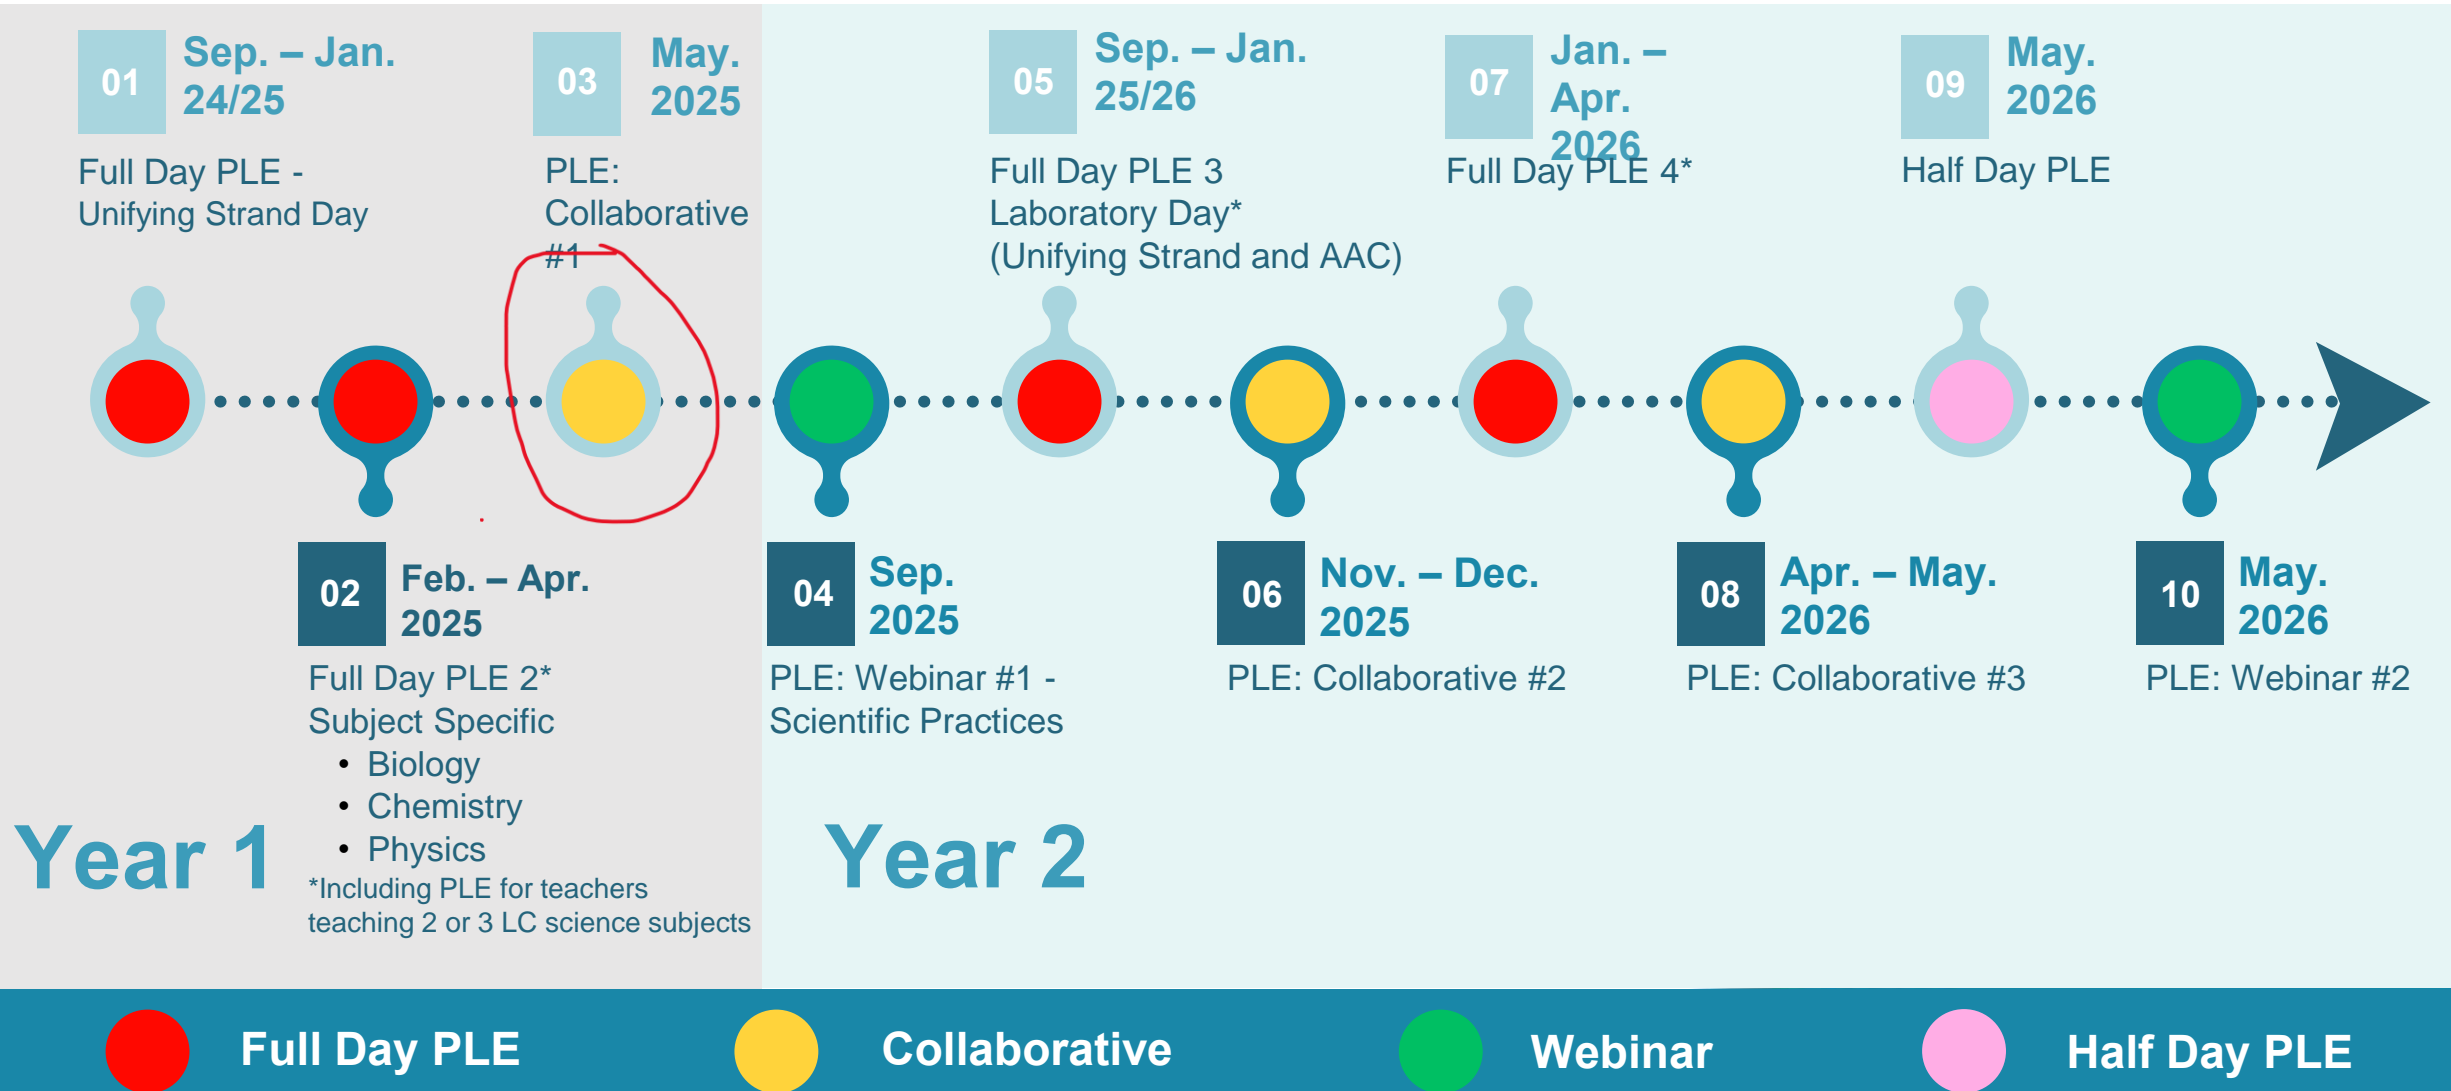 01
Sep. – Jan.
24/25
Full Day PLE -
Unifying Strand Day
03
May.
2025
PLE:
Collaborative
#1
05
Sep. – Jan.
25/26
Full Day PLE 3
Laboratory Day*
(Unifying Strand and AAC)
07
Jan. –
Apr.
2026
Full Day PLE 4*
09
May.
2026
Half Day PLE
02
Feb. – Apr.
2025
Full Day PLE 2*
Subject Specific
• Biology
• Chemistry
• Physics
*Including PLE for teachers
teaching 2 or 3 LC science subjects
04
Sep.
2025
PLE: Webinar #1 -
Scientific Practices
06
Nov. – Dec.
2025
PLE: Collaborative #2
08
Apr. – May.
2026
PLE: Collaborative #3
10
May.
2026
PLE: Webinar #2
Year 1
Year 2
Full Day PLE
Collaborative
Webinar
Half Day PLE